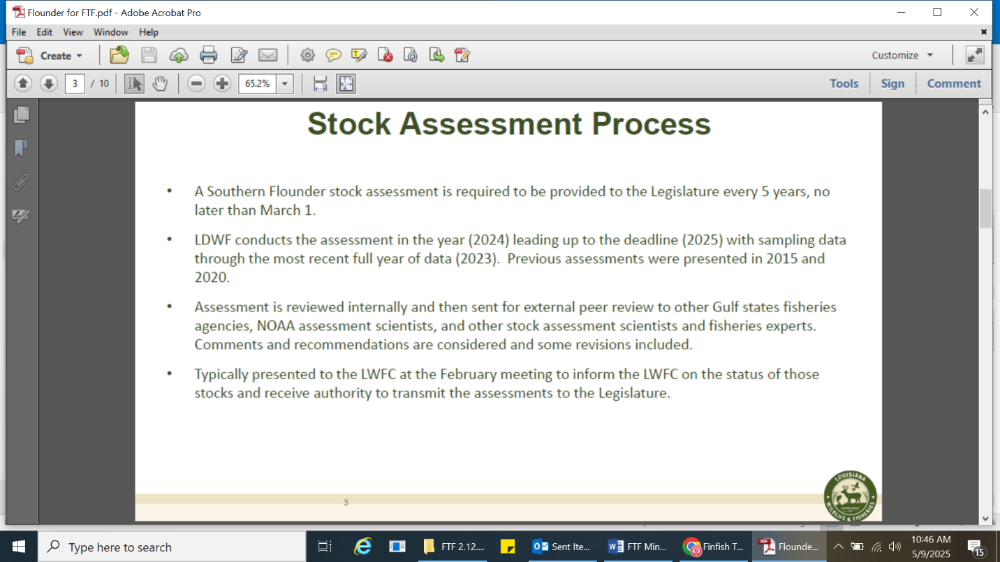 Flounder for FTF.pdf - Adobe Acrobat Pro
File Edit View Window Help
Create
Customize
3 / 10
65.2%
Tools Sign Comment
Stock Assessment Process
• A Southern Flounder stock assessment is required to be provided to the Legislature every 5 years, no
later than March 1.
• LDWF conducts the assessment in the year (2024) leading up to the deadline (2025) with sampling data
through the most recent full year of data (2023). Previous assessments were presented in 2015 and
2020.
• Assessment is reviewed internally and then sent for external peer review to other Gulf states fisheries
agencies, NOAA assessment scientists, and other stock assessment scientists and fisheries experts.
Comments and recommendations are considered and some revisions included.
• Typically presented to the LWFC at the February meeting to inform the LWFC on the status of those
stocks and receive authority to transmit the assessments to the Legislature.
3
LOUISIANA
DEPARTMENT
OF
WILDLIFE & FISHERIES
Type here to search
FTF 2.12....
Sent Ite...
FTF Min...
Finfish T...
Flounde...
10:46 AM
5/9/2025
15